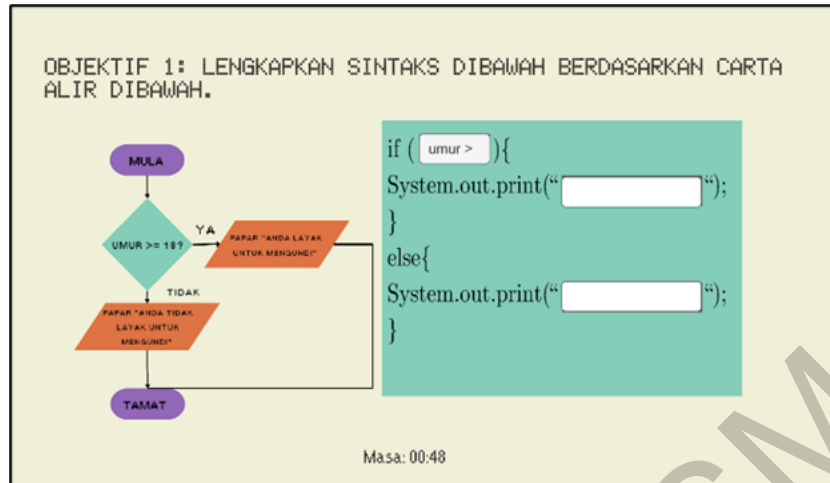 OBJEKTIF 1: LENGKAPKAN SINTAKS DIBAWAH BERDASARKAN CARTA
ALIR DIBAWAH.
MULA
UMUR >= 18?
YA
PAPAR "ANDA LAYAK
UNTUK MENGUNDI"
TIDAK
PAPAR "ANDA TIDAK
LAYAK UNTUK
MENGUNDI"
TAMAT
if ( umur > ){
System.out.print(“ “);
}
else{
System.out.print(“ “);
}
Masa: 00:48